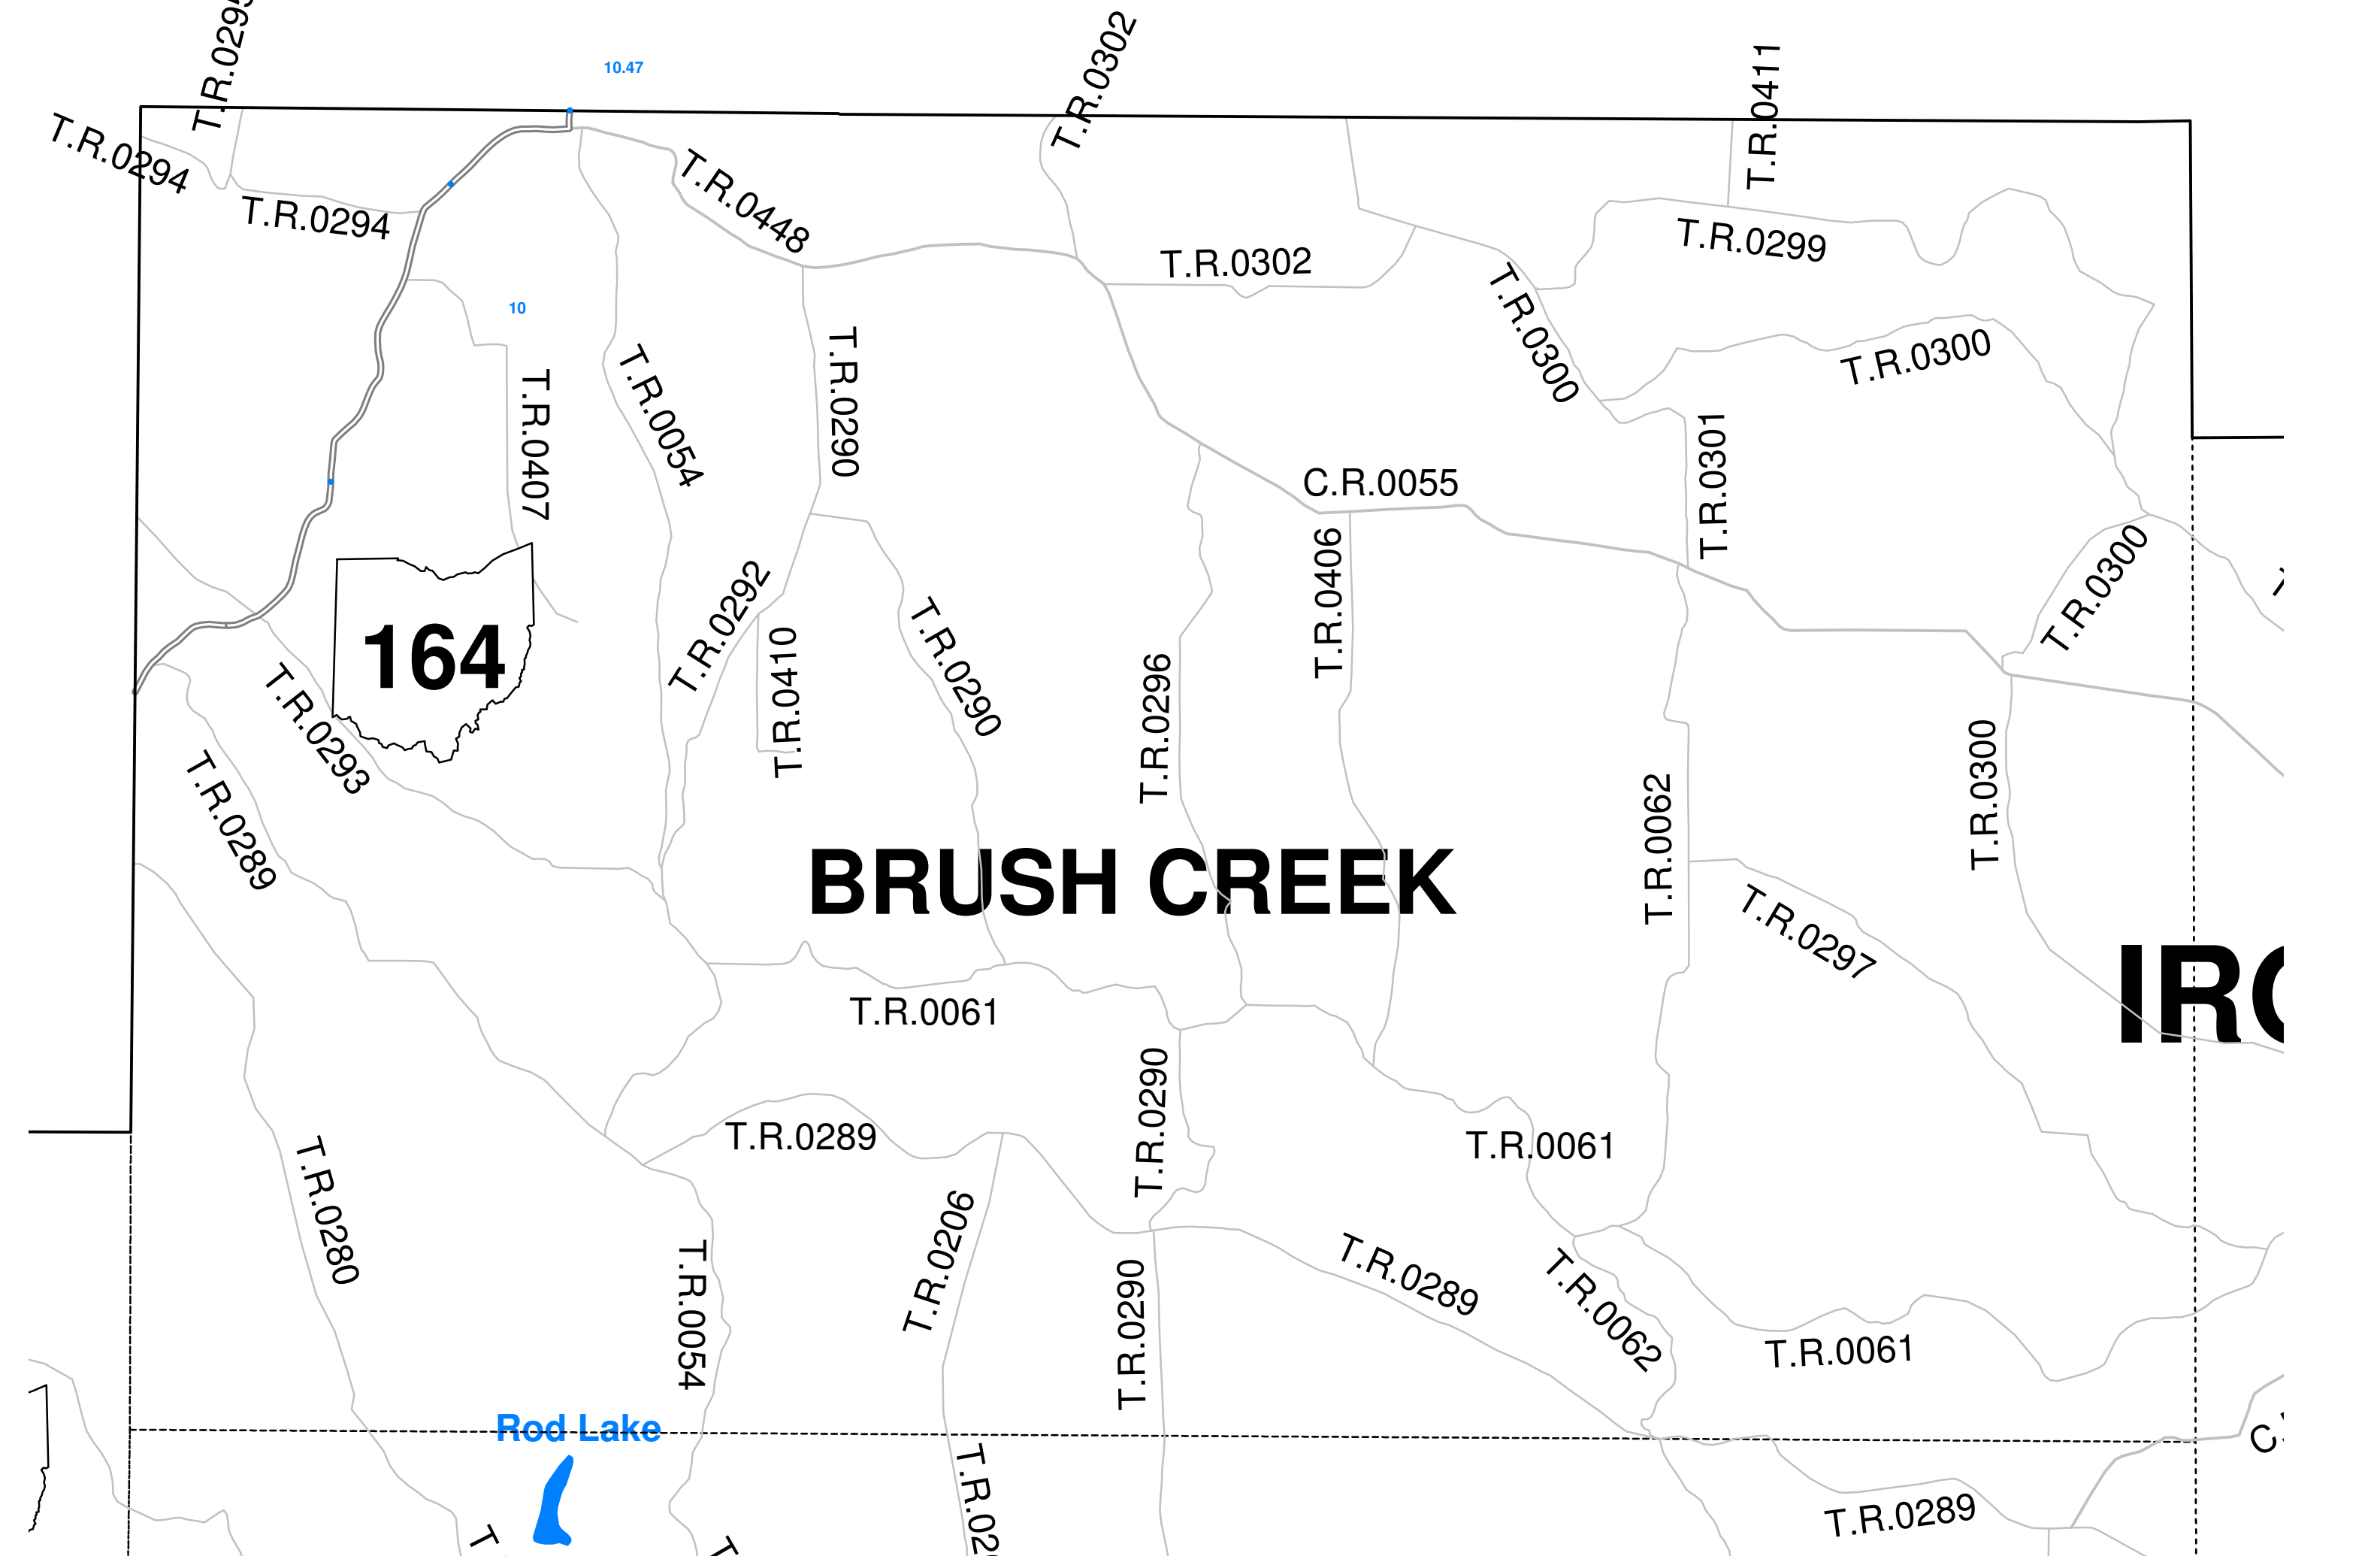 10.47
T.R.0302
T.R.0411
T.R.0294
T.R.0294
T.R.0448
T.R.0302
T.R.0299
10
T.R.0300
T.R.0300
T.R.0407
T.R.0054
T.R.0290
C.R.0055
T.R.0301
T.R.0406
T.R.0300
T.R.0292
164
T.R.0410
T.R.0290
T.R.0296
T.R.0293
T.R.0289
T.R.0062
T.R.0300
BRUSH CREEK
T.R.0297
T.R.0061
T.R.0290
T.R.0289
T.R.0061
T.R.0280
T.R.0206
T.R.0054
T.R.0290
T.R.0289
T.R.0062
T.R.0061
Rod Lake
T.R.0289